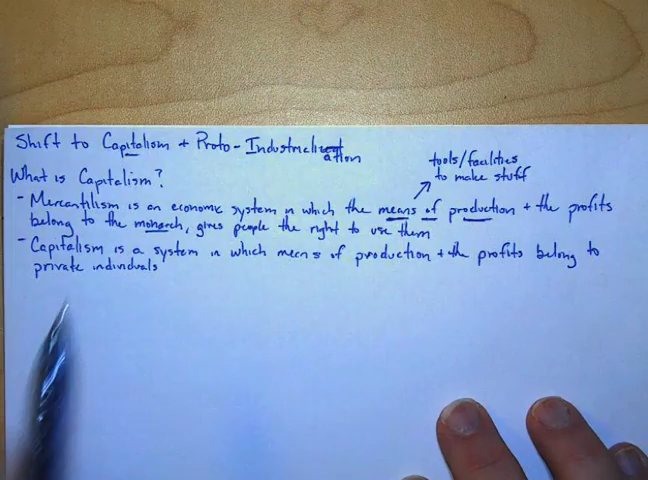 Shift to Capitalism + Proto-Industrialization
What is Capitalism?
tools/facilities
to make stuff
- Mercantilism is an economic system in which the means of production + the profits
belong to the monarch, gives people the right to use them
- Capitalism is a system in which means of production + the profits belong to
private individuals